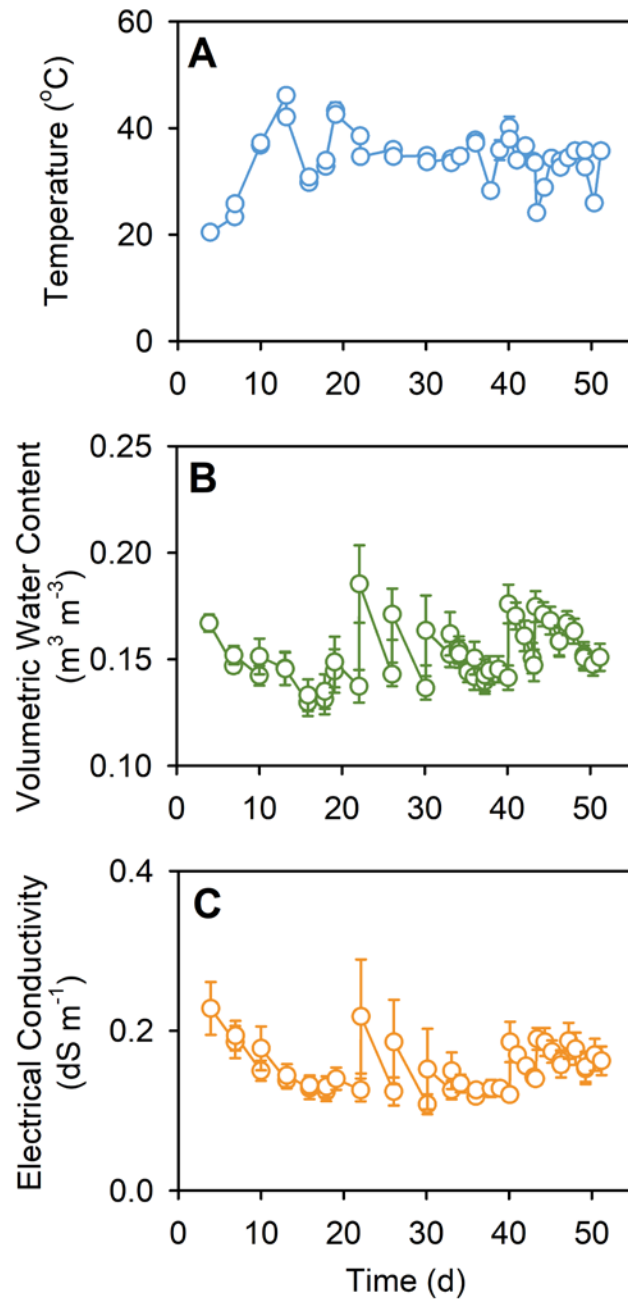 A
Temperature (°C)
60
40
20
0
0 10 20 30 40 50
B
Volumetric Water Content
(m³ m⁻³)
0.25
0.20
0.15
0.10
0 10 20 30 40 50
C
Electrical Conductivity
(dS m⁻¹)
0.4
0.2
0.0
0 10 20 30 40 50
Time (d)